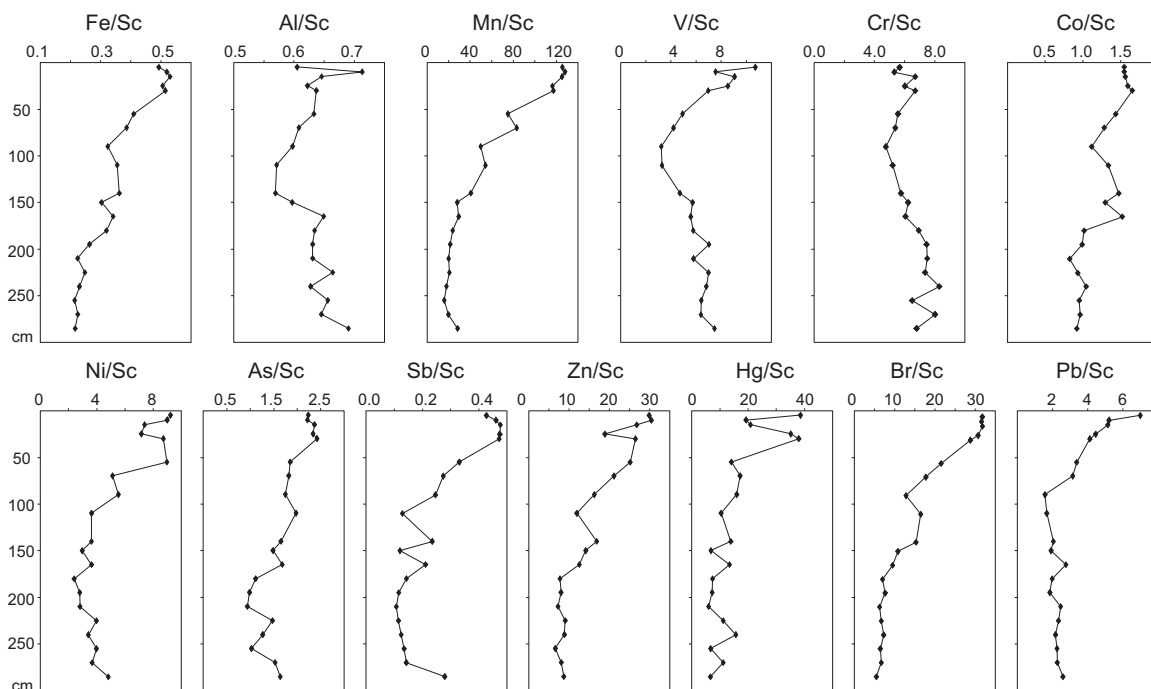 Fe/Sc Al/Sc Mn/Sc V/Sc Cr/Sc Co/Sc
0.1 0.3 0.5 0.5 0.6 0.7 0 40 80 120 0 4 8 0.0 4.0 8.0 0.5 1.0 1.5
50
100
150
200
250
cm
Ni/Sc As/Sc Sb/Sc Zn/Sc Hg/Sc Br/Sc Pb/Sc
0 4 8 0.5 1.5 2.5 0.0 0.2 0.4 0 10 20 30 0 20 40 0 10 20 30 2 4 6
0
50
100
150
200
250
cm